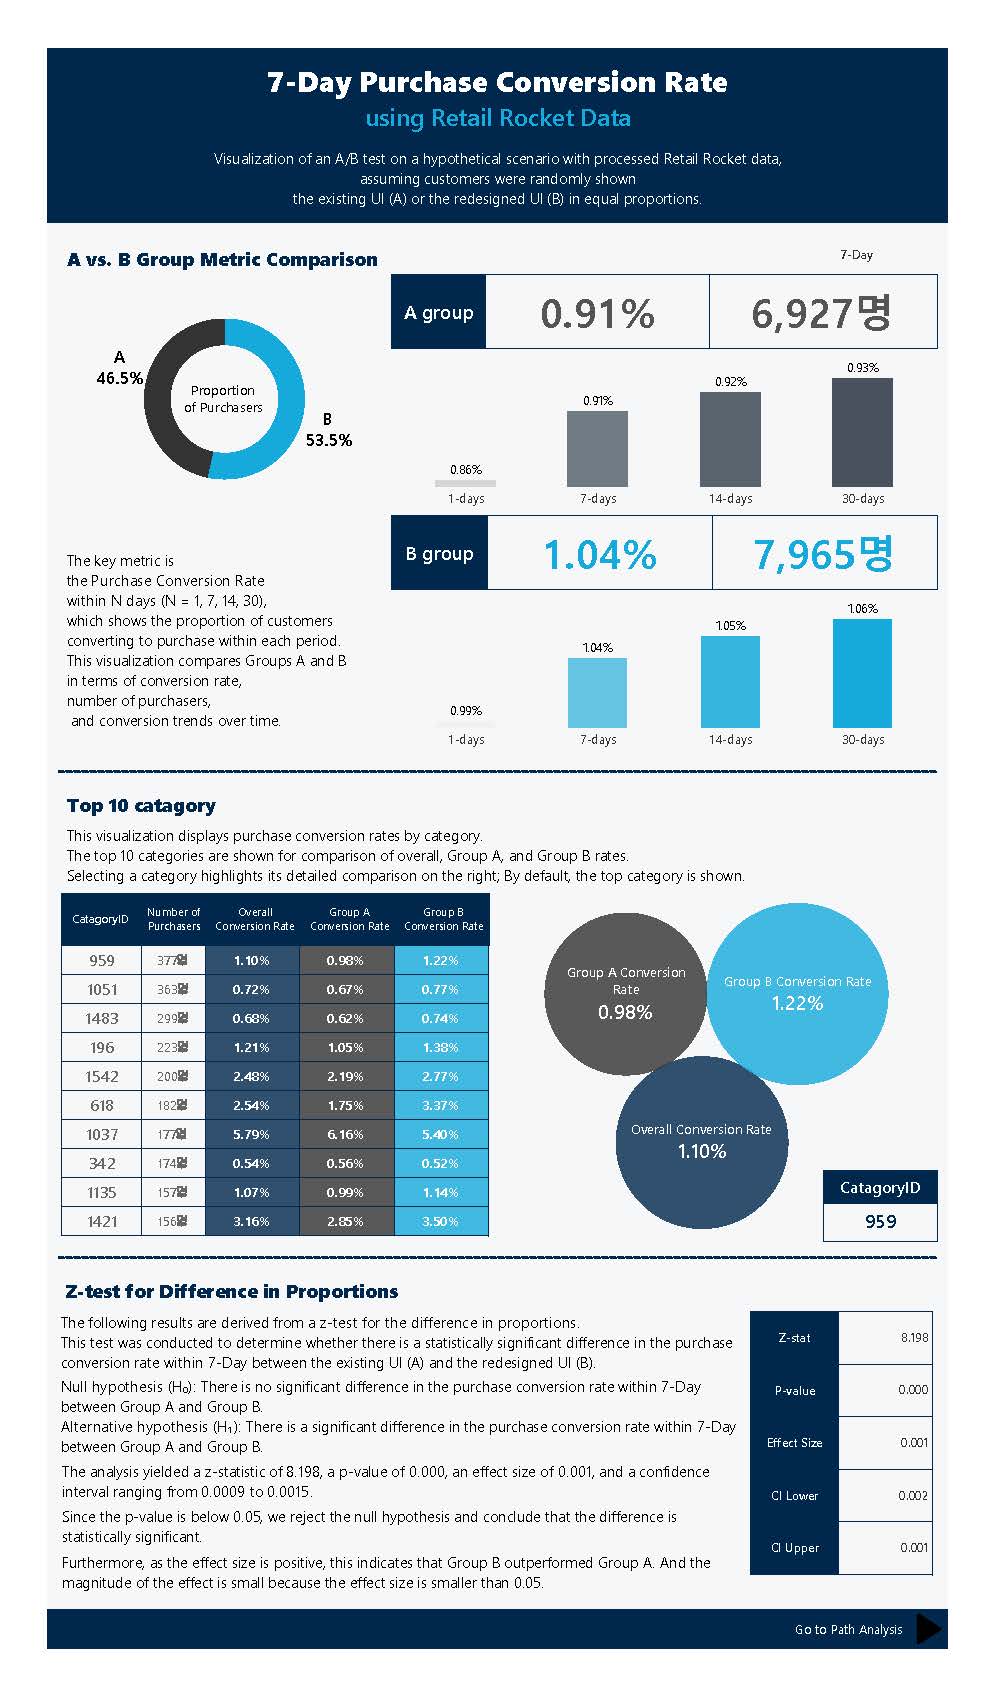 7-Day Purchase Conversion Rate
using Retail Rocket Data
Visualization of an A/B test on a hypothetical scenario with processed Retail Rocket data,
assuming customers were randomly shown
the existing UI (A) or the redesigned UI (B) in equal proportions.
A vs. B Group Metric Comparison
7-Day
A
46.5%
Proportion
of Purchasers
B
53.5%
A group
0.91%
6,927명
0.86%
0.91%
0.92%
0.93%
1-days
7-days
14-days
30-days
B group
1.04%
7,965명
0.99%
1.04%
1.05%
1.06%
1-days
7-days
14-days
30-days
The key metric is
the Purchase Conversion Rate
within N days (N = 1, 7, 14, 30),
which shows the proportion of customers
converting to purchase within each period.
This visualization compares Groups A and B
in terms of conversion rate,
number of purchasers,
and conversion trends over time.
Top 10 catagory
This visualization displays purchase conversion rates by category.
The top 10 categories are shown for comparison of overall, Group A, and Group B rates.
Selecting a category highlights its detailed comparison on the right; By default, the top category is shown.
CatagoryID Number of Purchasers Overall Conversion Rate Group A Conversion Rate Group B Conversion Rate
959 377명 1.10% 0.98% 1.22%
1051 363명 0.72% 0.67% 0.77%
1483 299명 0.68% 0.62% 0.74%
196 223명 1.21% 1.05% 1.38%
1542 200명 2.48% 2.19% 2.77%
618 182명 2.54% 1.75% 3.37%
1037 177명 5.79% 6.16% 5.40%
342 174명 0.54% 0.56% 0.52%
1135 157명 1.07% 0.99% 1.14%
1421 156명 3.16% 2.85% 3.50%
Group A Conversion
Rate
0.98%
Group B Conversion Rate
1.22%
Overall Conversion Rate
1.10%
CatagoryID
959
Z-test for Difference in Proportions
The following results are derived from a z-test for the difference in proportions.
This test was conducted to determine whether there is a statistically significant difference in the purchase
conversion rate within 7-Day between the existing UI (A) and the redesigned UI (B).
Null hypothesis (H₀): There is no significant difference in the purchase conversion rate within 7-Day
between Group A and Group B.
Alternative hypothesis (H₁): There is a significant difference in the purchase conversion rate within 7-Day
between Group A and Group B.
The analysis yielded a z-statistic of 8.198, a p-value of 0.000, an effect size of 0.001, and a confidence
interval ranging from 0.0009 to 0.0015.
Since the p-value is below 0.05, we reject the null hypothesis and conclude that the difference is
statistically significant.
Furthermore, as the effect size is positive, this indicates that Group B outperformed Group A. And the
magnitude of the effect is small because the effect size is smaller than 0.05.
Z-stat 8.198
P-value 0.000
Effect Size 0.001
CI Lower 0.002
CI Upper 0.001
Go to Path Analysis